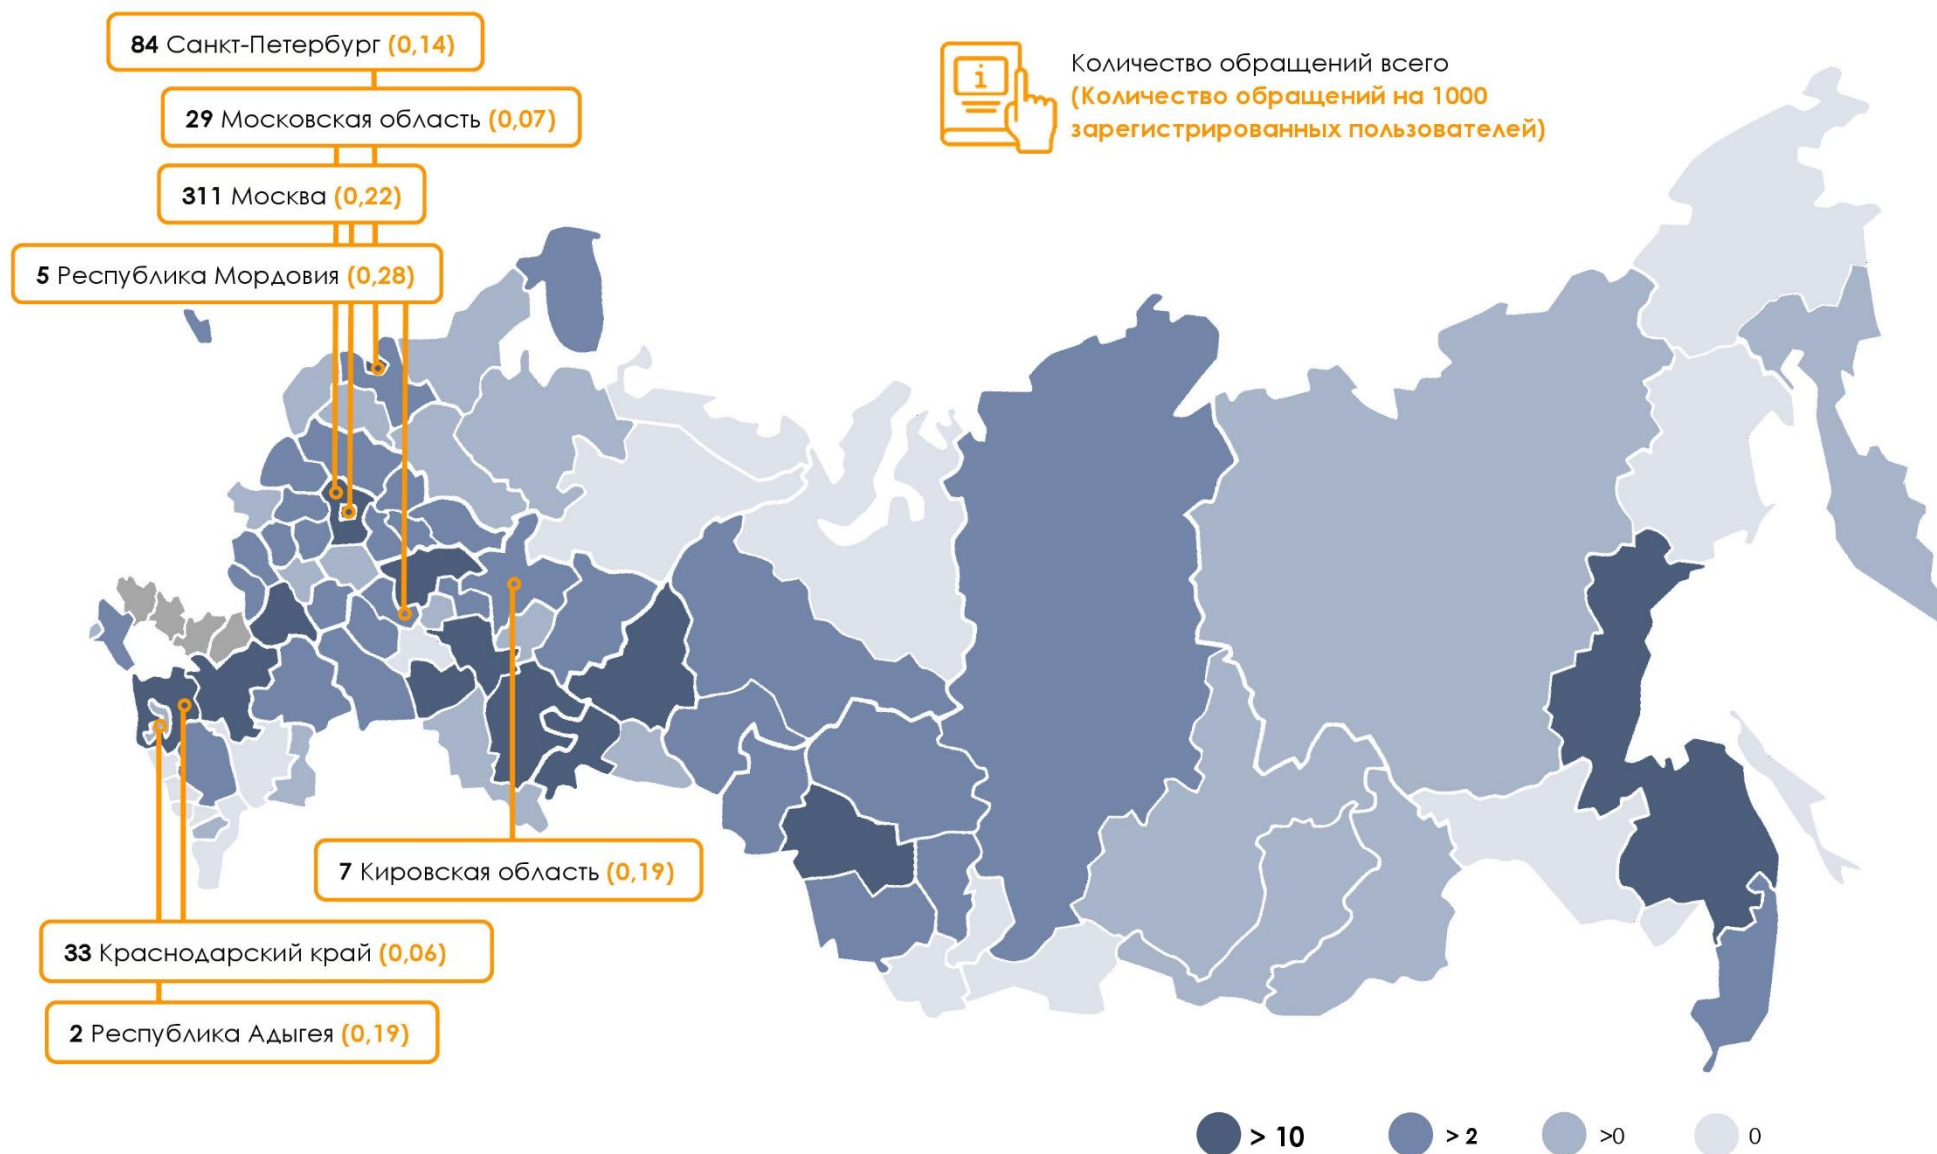 84 Санкт-Петербург (0,14)
29 Московская область (0,07)
311 Москва (0,22)
5 Республика Мордовия (0,28)
i
Количество обращений всего
(Количество обращений на 1000
зарегистрированных пользователей)
7 Кировская область (0,19)
33 Краснодарский край (0,06)
2 Республика Адыгея (0,19)
> 10
> 2
>0
0